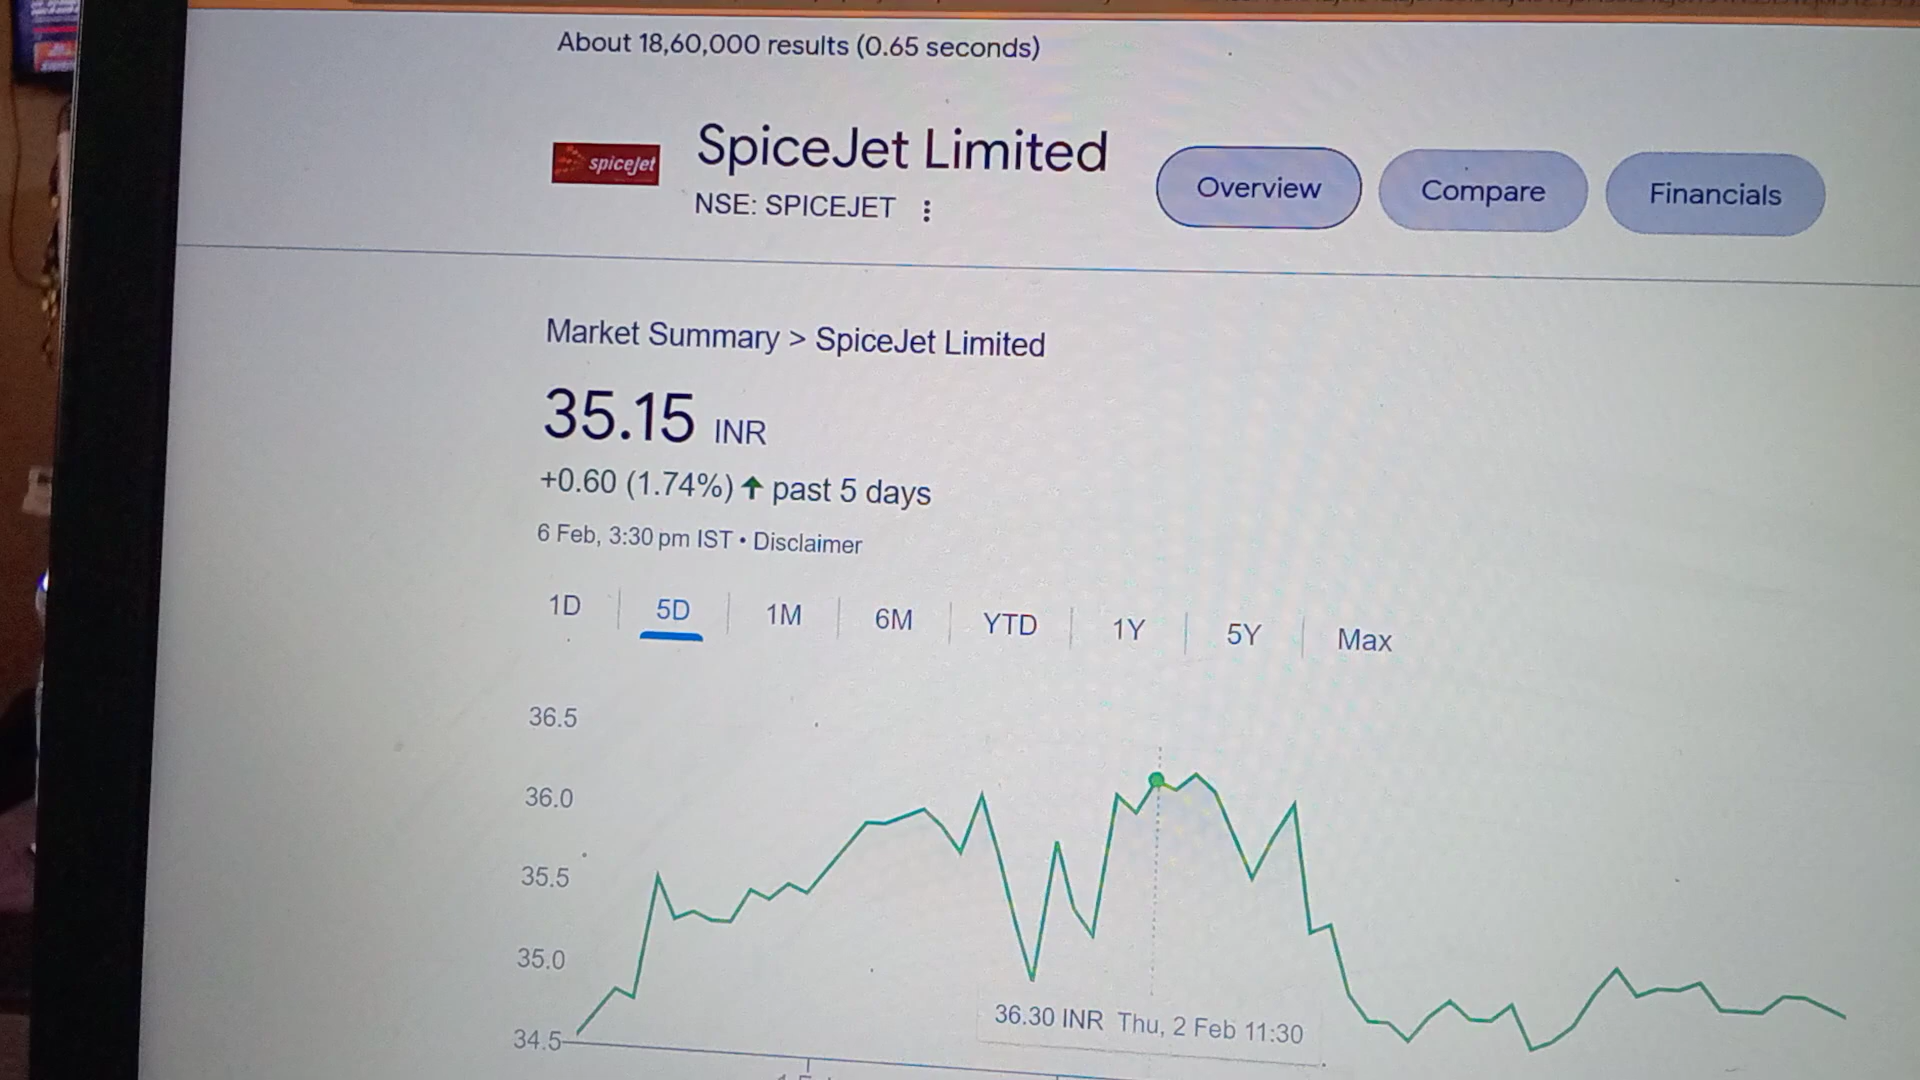 About 18,60,000 results (0.65 seconds)
spicejet
SpiceJet Limited
NSE: SPICEJET
Overview
Compare
Financials
Market Summary > SpiceJet Limited
35.15 INR
+0.60 (1.74%) ↑ past 5 days
6 Feb, 3:30 pm IST • Disclaimer
1D
5D
1M
6M
YTD
1Y
5Y
Max
36.5
36.0
35.5
35.0
34.5
36.30 INR Thu, 2 Feb 11:30